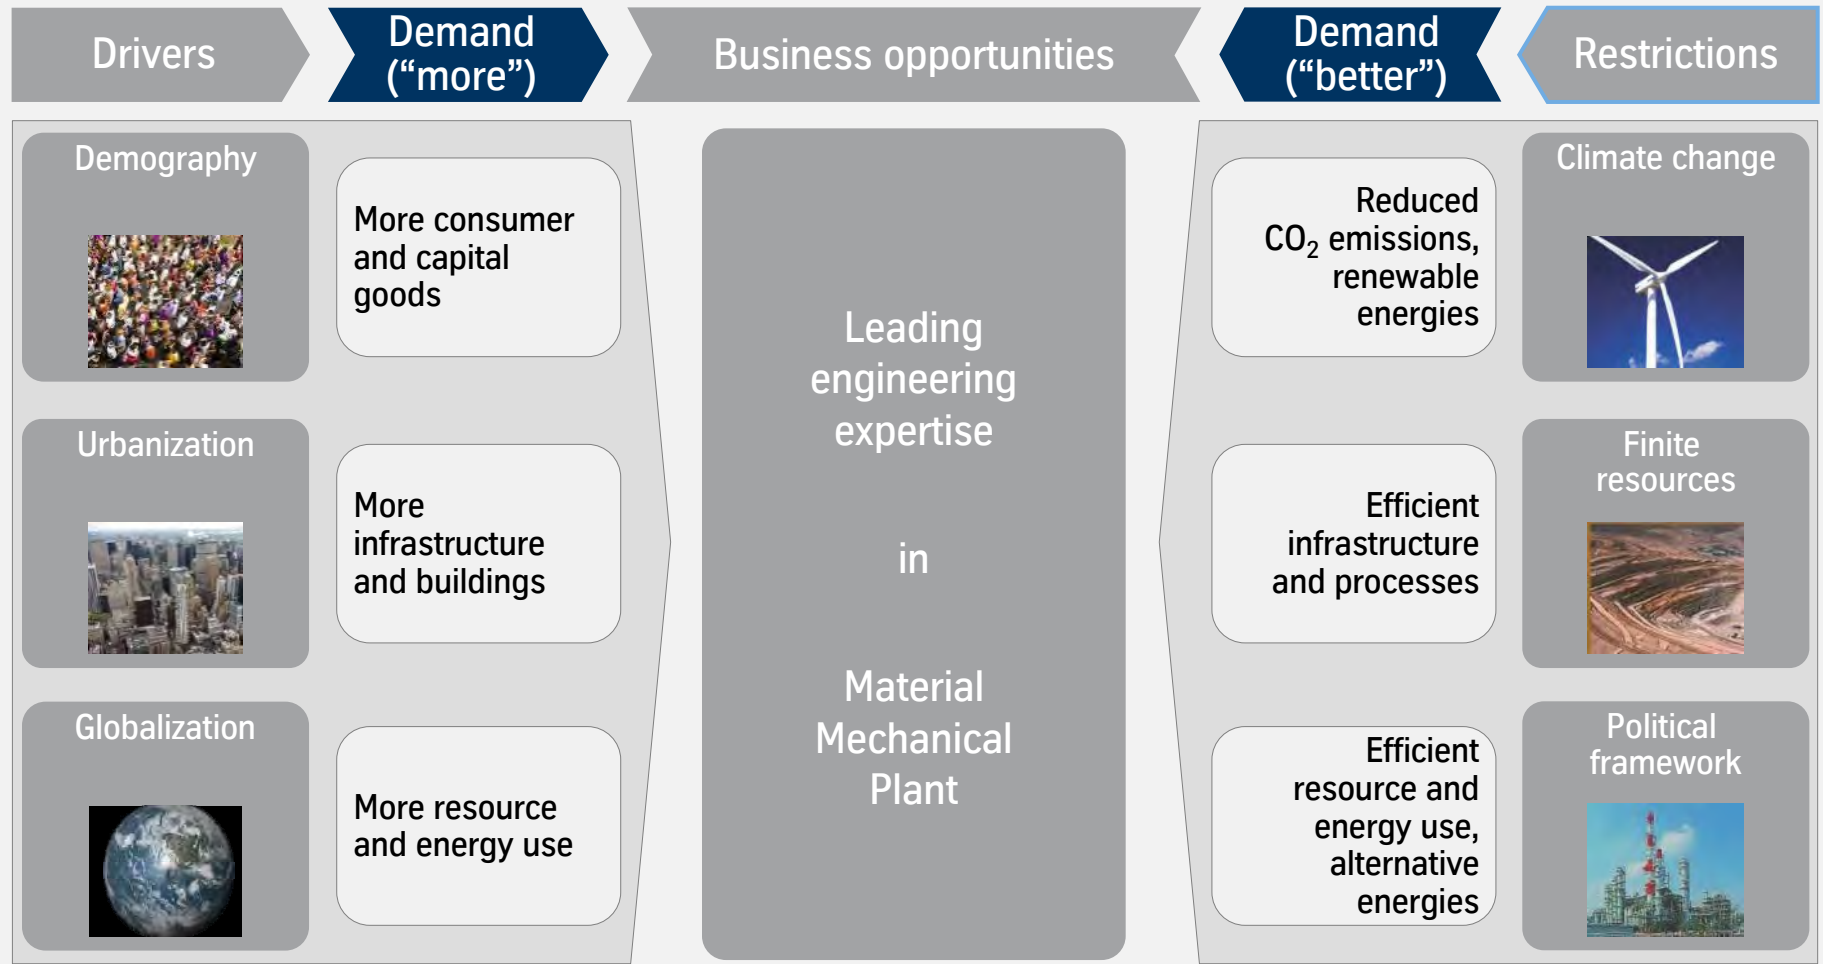 Drivers
Demand
(“more”)
Business opportunities
Demand
(“better”)
Restrictions
Demography
More consumer
and capital
goods
Urbanization
More
infrastructure
and buildings
Globalization
More resource
and energy use
Leading
engineering
expertise
in
Material
Mechanical
Plant
Reduced
CO₂ emissions,
renewable
energies
Climate change
Efficient
infrastructure
and processes
Finite
resources
Efficient
resource and
energy use,
alternative
energies
Political
framework